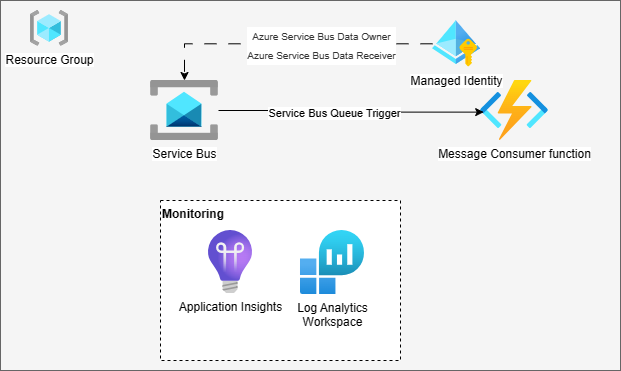 Azure Service Bus Data Owner
Azure Service Bus Data Receiver
Resource Group
Managed Identity
Service Bus Queue Trigger
Service Bus
Message Consumer function
Monitoring
Application Insights
Log Analytics
Workspace